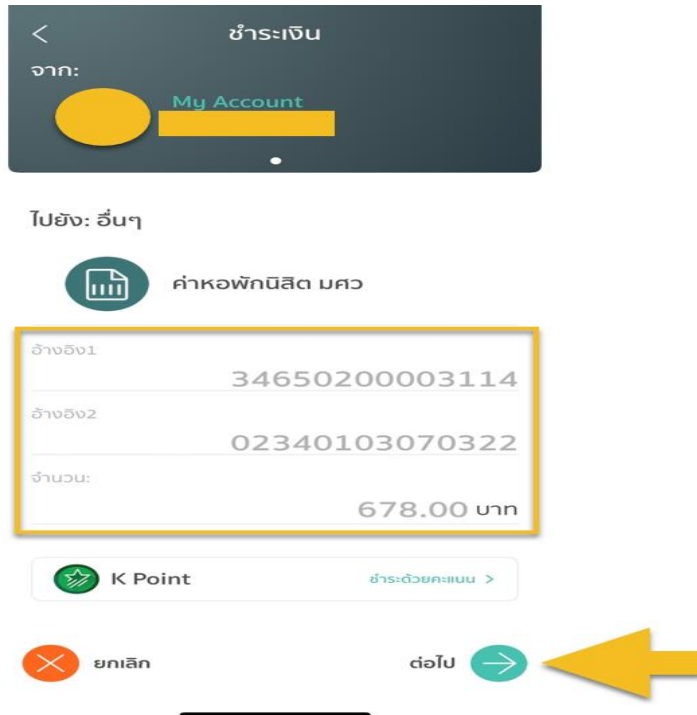 ชำระเงิน
จาก:
My Account
ไปยัง: อื่นๆ
ค่าหอพักนิสิต มศว
อ้างอิง1
34650200003114
อ้างอิง2
02340103070322
จำนวน:
678.00 บาท
K Point ชำระด้วยคะแนน >
ยกเลิก ต่อไป